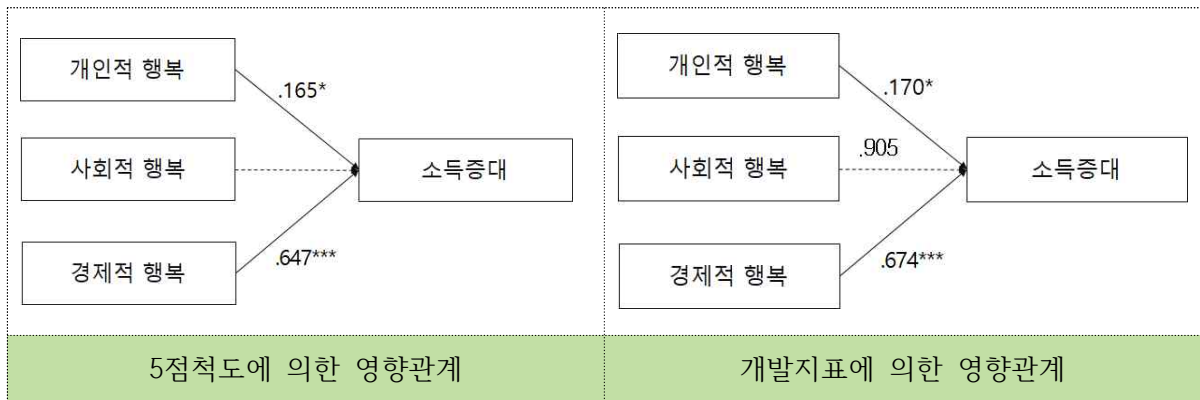 개인적 행복
.165*
사회적 행복
소득증대
경제적 행복
.647***
5점척도에 의한 영향관계
개인적 행복
.170*
사회적 행복
.905
소득증대
경제적 행복
.674***
개발지표에 의한 영향관계